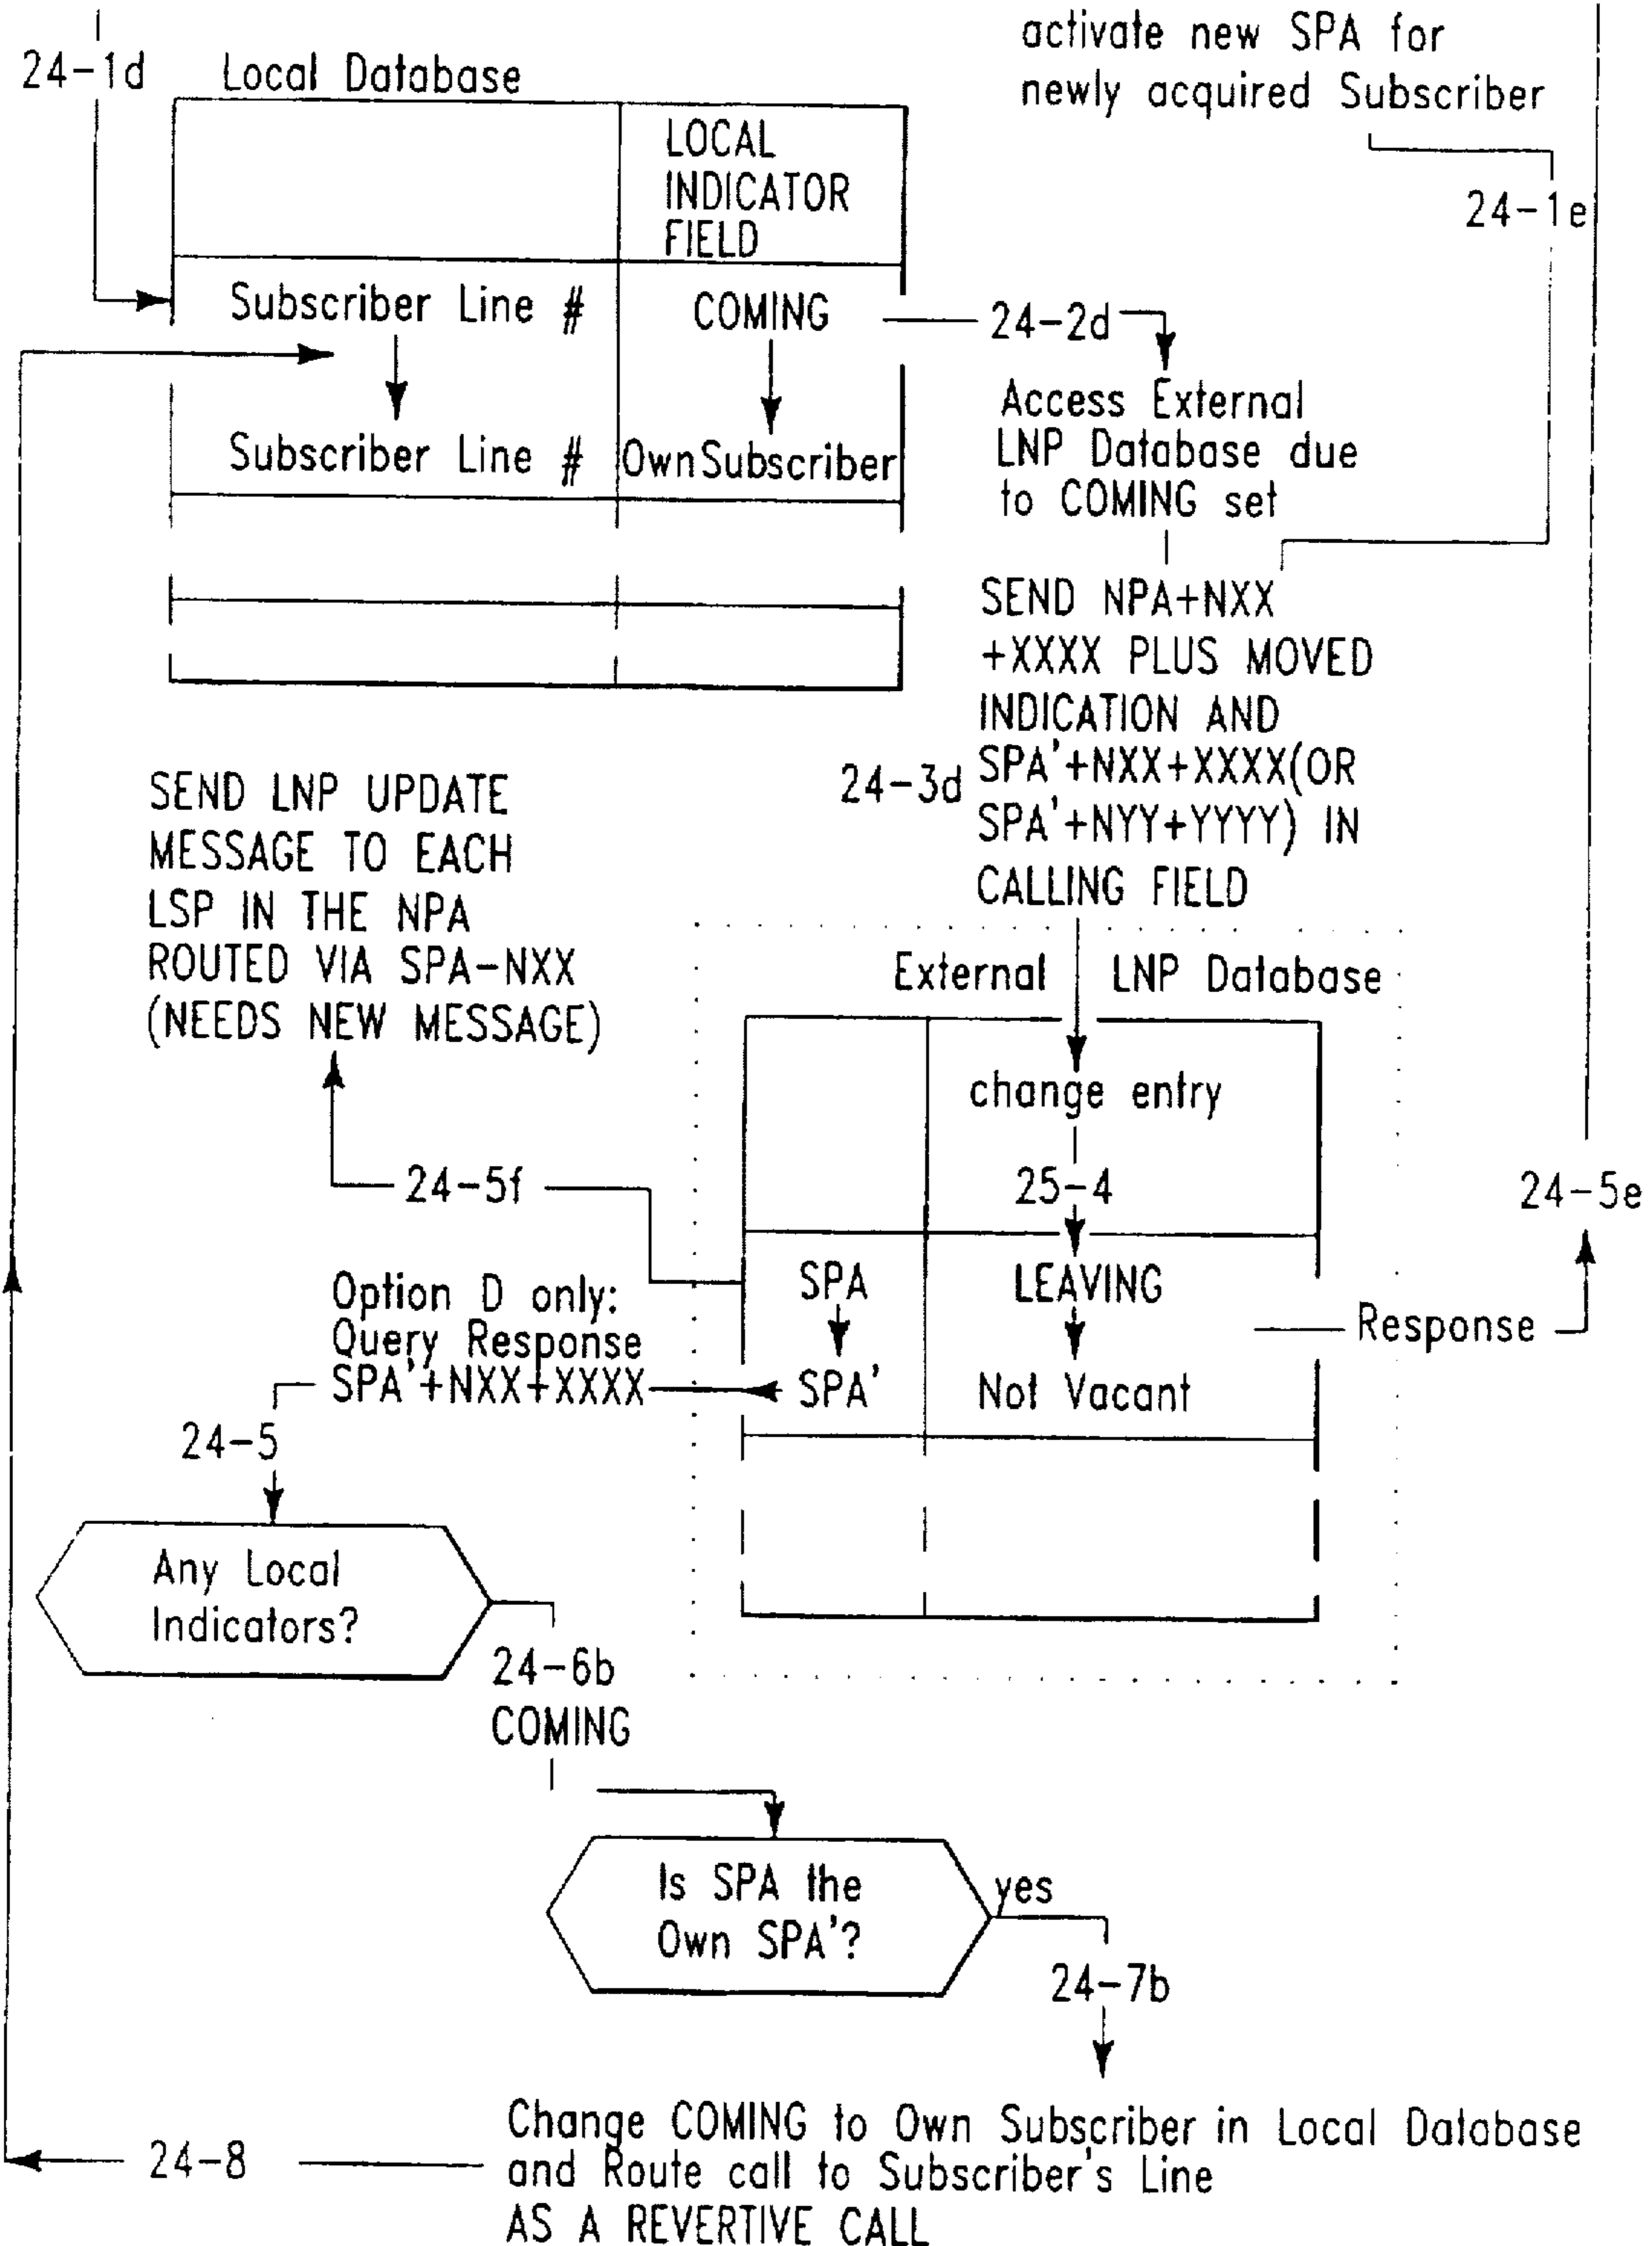 activate new SPA for
newly acquired Subscriber
24-1d
Local Database
LOCAL
INDICATOR
FIELD
24-1e
Subscriber Line #
COMING
24-2d
Subscriber Line #
Own Subscriber
Access External
LNP Database due
to COMING set
SEND NPA+NXX
+XXXX PLUS MOVED
INDICATION AND
SPA'+NXX+XXXX(OR
SPA'+NYY+YYYY) IN
CALLING FIELD
24-3d
SEND LNP UPDATE
MESSAGE TO EACH
LSP IN THE NPA
ROUTED VIA SPA-NXX
(NEEDS NEW MESSAGE)
External LNP Database
change entry
25-4
24-5f
24-5e
SPA
LEAVING
Response
SPA'
Not Vacant
Option D only:
Query Response
SPA'+NXX+XXXX
24-5
Any Local
Indicators?
24-6b
COMING
Is SPA the
Own SPA'?
yes
24-7b
Change COMING to Own Subscriber in Local Database
and Route call to Subscriber's Line
AS A REVERTIVE CALL
24-8